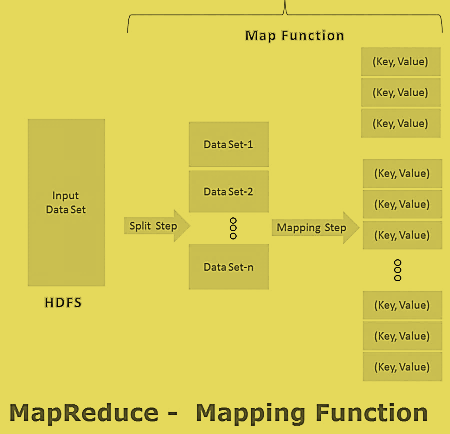 Map Function
(Key, Value)
(Key, Value)
(Key, Value)
Input
Data Set
HDFS
Split Step
Data Set-1
Data Set-2
Data Set-n
Mapping Step
(Key, Value)
(Key, Value)
(Key, Value)
(Key, Value)
(Key, Value)
(Key, Value)
MapReduce - Mapping Function